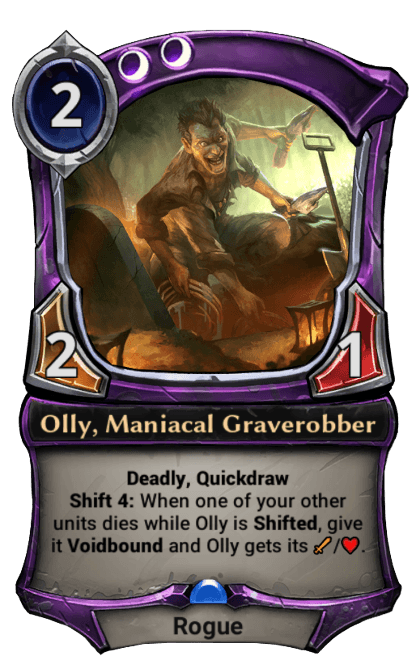 2
2
1
Olly, Maniacal Graverobber
Deadly, Quickdraw
Shift 4: When one of your other
units dies while Olly is Shifted, give
it Voidbound and Olly gets its /.
Rogue